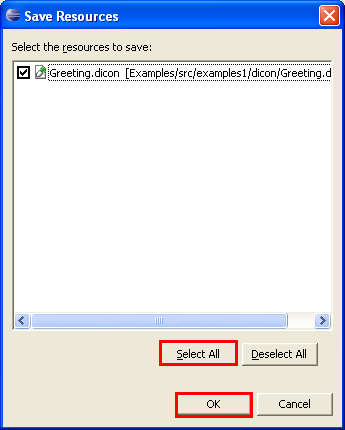 Save Resources
Select the resources to save:
Greeting.dicon [Examples/src/examples1/dicon/Greeting.d
Select All
Deselect All
OK
Cancel